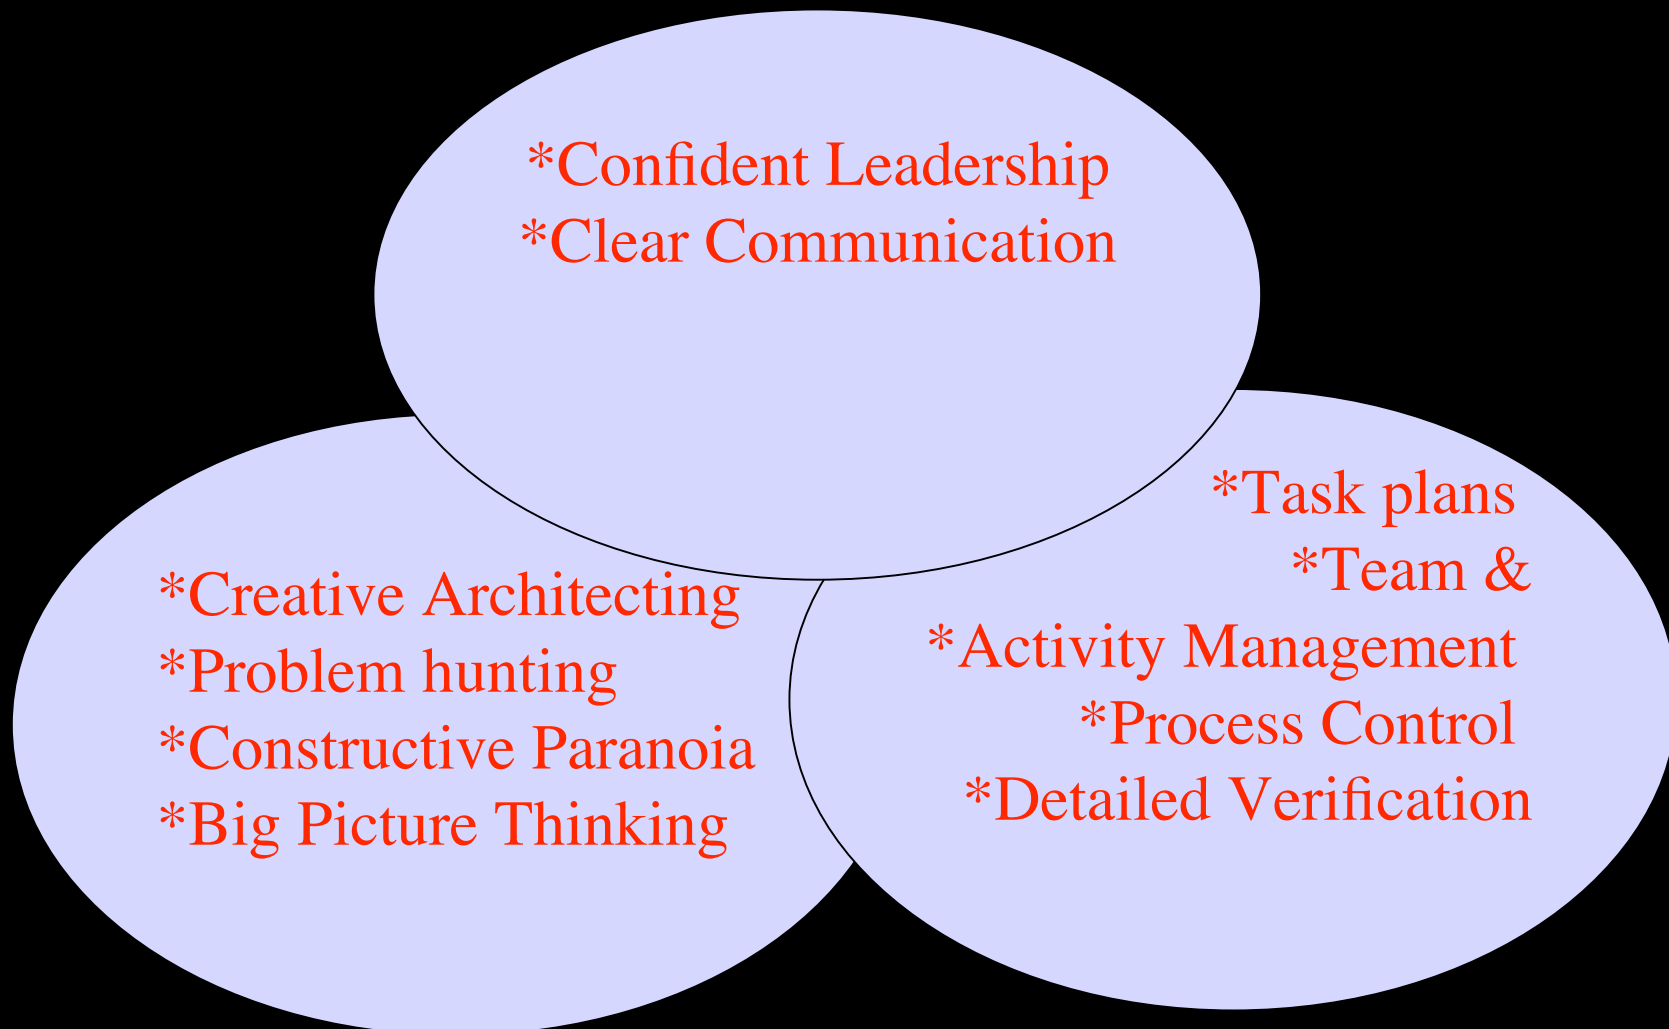 *Confident Leadership
*Clear Communication
*Creative Architecting
*Problem hunting
*Constructive Paranoia
*Big Picture Thinking
*Task plans
*Team &
*Activity Management
*Process Control
*Detailed Verification